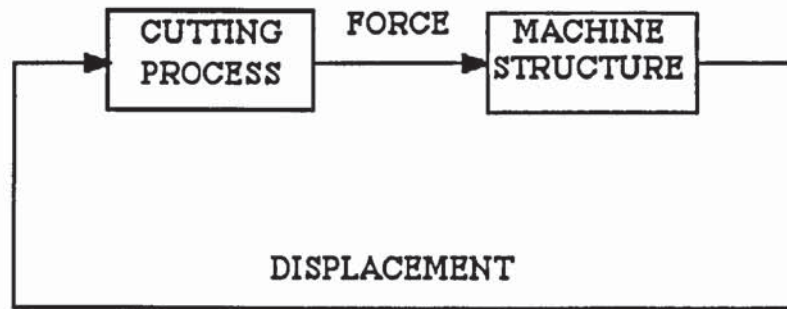 CUTTING
PROCESS
FORCE
MACHINE
STRUCTURE
DISPLACEMENT